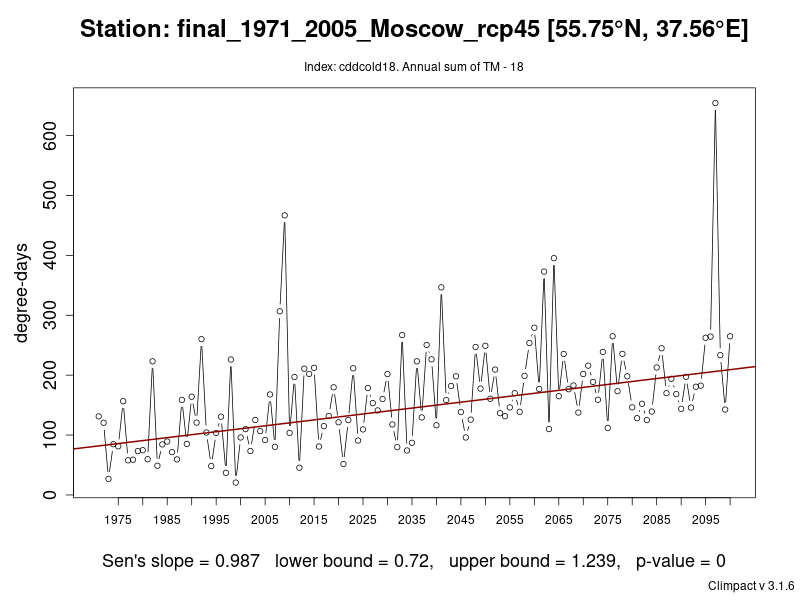 Station: final_1971_2005_Moscow_rcp45 [55.75°N, 37.56°E]
Index: cddcold18. Annual sum of TM - 18
degree-days
600
500
400
300
200
100
0
1975 1985 1995 2005 2015 2025 2035 2045 2055 2065 2075 2085 2095
Sen's slope = 0.987 lower bound = 0.72, upper bound = 1.239, p-value = 0
Climpact v 3.1.6